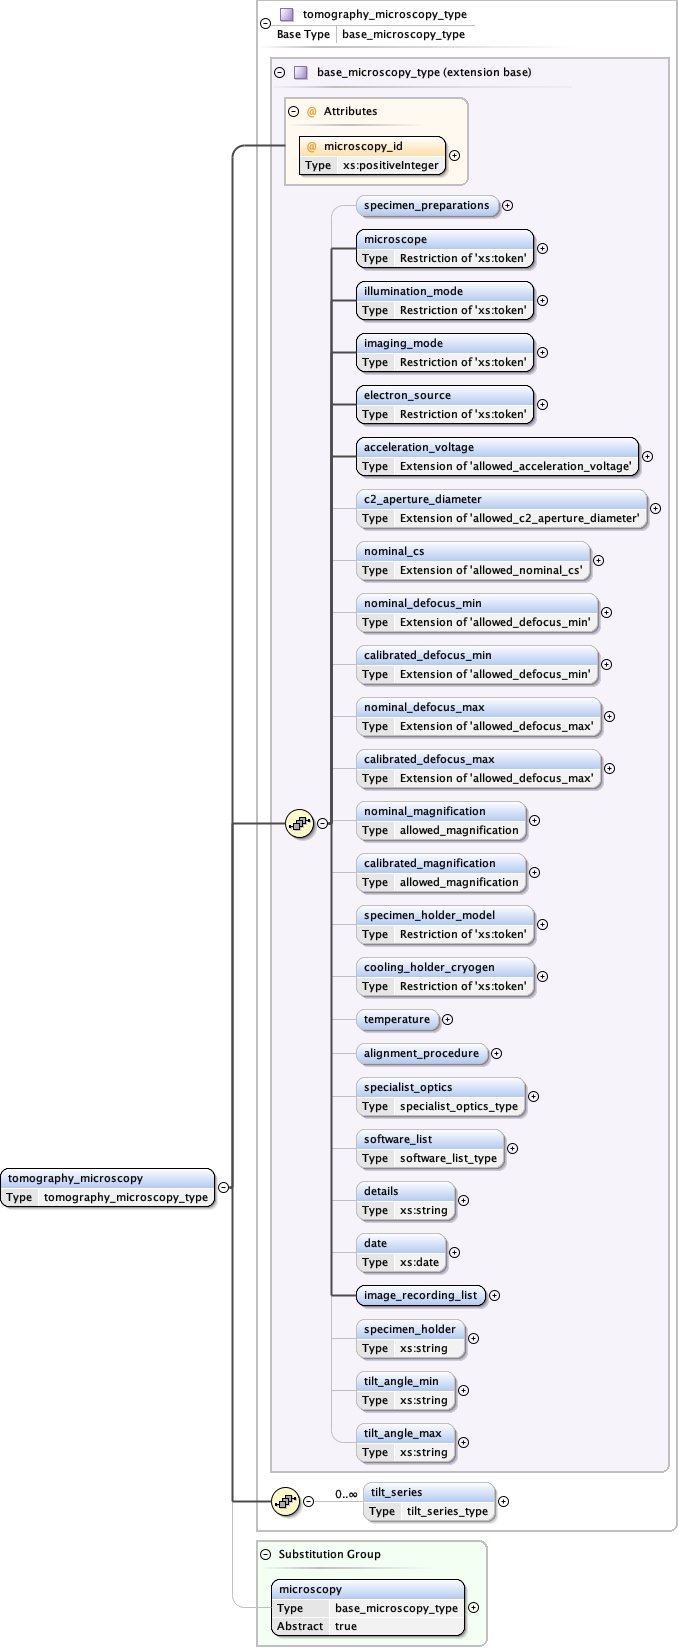 tomography_microscopy_type
Base Type base_microscopy_type
base_microscopy_type (extension base)
@ Attributes
@ microscopy_id
Type xs:positiveInteger
specimen_preparations
microscope
Type Restriction of 'xs:token'
illumination_mode
Type Restriction of 'xs:token'
imaging_mode
Type Restriction of 'xs:token'
electron_source
Type Restriction of 'xs:token'
acceleration_voltage
Type Extension of 'allowed_acceleration_voltage'
c2_aperture_diameter
Type Extension of 'allowed_c2_aperture_diameter'
nominal_cs
Type Extension of 'allowed_nominal_cs'
nominal_defocus_min
Type Extension of 'allowed_defocus_min'
calibrated_defocus_min
Type Extension of 'allowed_defocus_min'
nominal_defocus_max
Type Extension of 'allowed_defocus_max'
calibrated_defocus_max
Type Extension of 'allowed_defocus_max'
nominal_magnification
Type allowed_magnification
calibrated_magnification
Type allowed_magnification
specimen_holder_model
Type Restriction of 'xs:token'
cooling_holder_cryogen
Type Restriction of 'xs:token'
temperature
alignment_procedure
specialist_optics
Type specialist_optics_type
software_list
Type software_list_type
tomography_microscopy
Type tomography_microscopy_type
details
Type xs:string
date
Type xs:date
image_recording_list
specimen_holder
Type xs:string
tilt_angle_min
Type xs:string
tilt_angle_max
Type xs:string
0..∞ tilt_series
Type tilt_series_type
Substitution Group
microscopy
Type base_microscopy_type
Abstract true